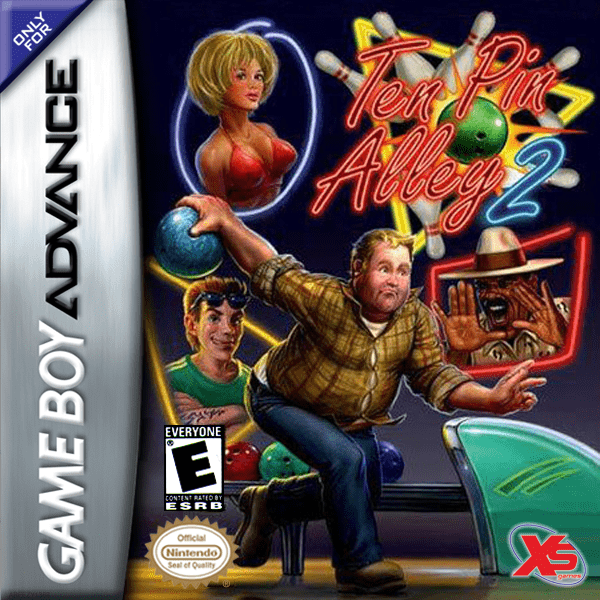 ONLY
FOR
GAME BOY ADVANCE
Ten Pin
Alley 2
EVERYONE
E
CONTENT RATED BY
ESRB
Official
Nintendo
Seal of Quality
XS
games